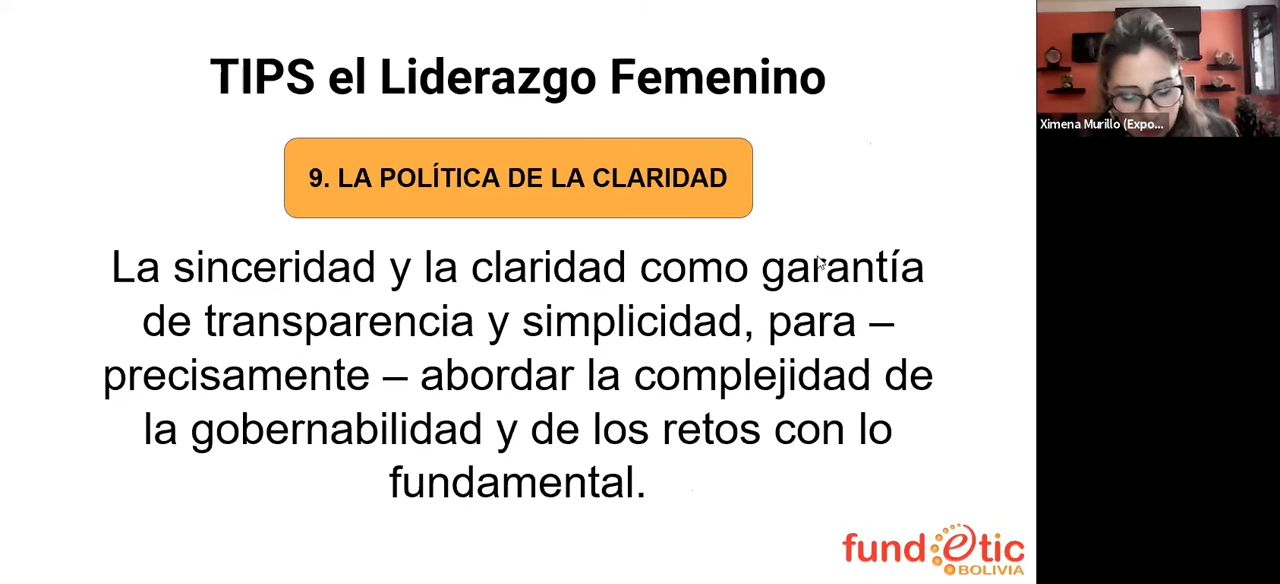 TIPS el Liderazgo Femenino
9. LA POLÍTICA DE LA CLARIDAD
La sinceridad y la claridad como garantía
de transparencia y simplicidad, para –
precisamente – abordar la complejidad de
la gobernabilidad y de los retos con lo
fundamental.
Ximena Murillo (Expo...
fundetic
BOLIVIA